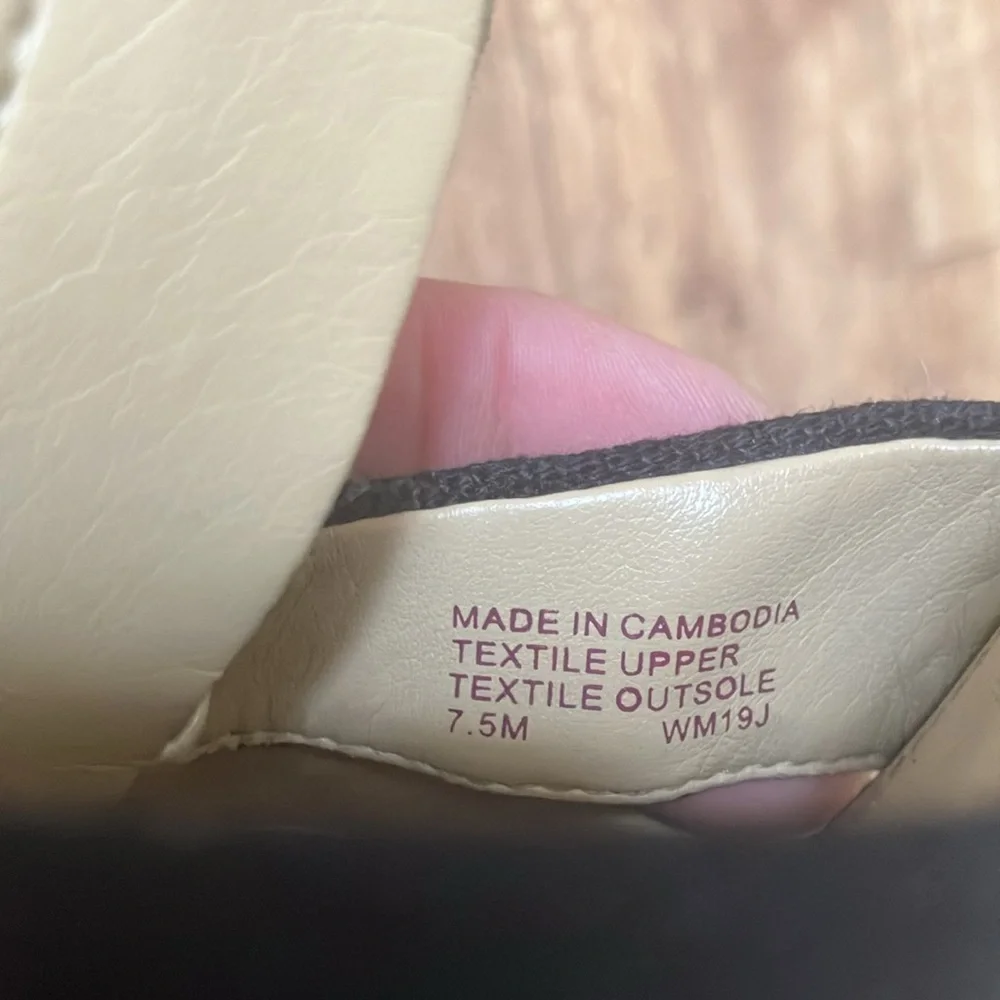 MADE IN CAMBODIA
TEXTILE UPPER
TEXTILE OUTSOLE
7.5M WM19J